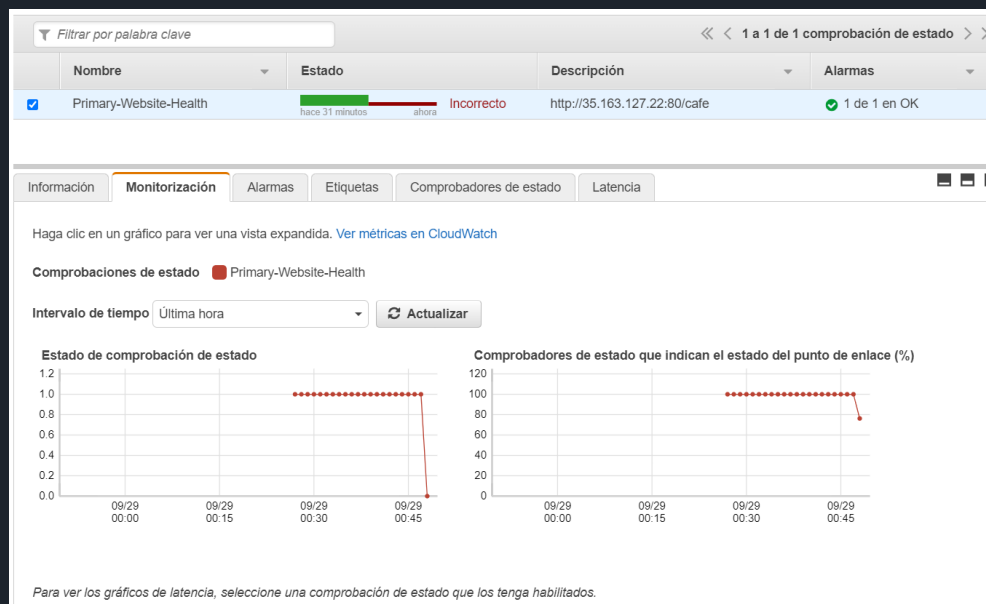 Filtrar por palabra clave
1 a 1 de 1 comprobación de estado
Nombre Estado Descripción Alarmas
Primary-Website-Health Incorrecto http://35.163.127.22:80/cafe 1 de 1 en OK
hace 31 minutos ahora
Información Monitorización Alarmas Etiquetas Comprobadores de estado Latencia
Haga clic en un gráfico para ver una vista expandida. Ver métricas en CloudWatch
Comprobaciones de estado Primary-Website-Health
Intervalo de tiempo Última hora Actualizar
Estado de comprobación de estado
1.2
1.0
0.8
0.6
0.4
0.2
0.0
09/29 09/29 09/29 09/29
00:00 00:15 00:30 00:45
Comprobadores de estado que indican el estado del punto de enlace (%)
120
100
80
60
40
20
0
09/29 09/29 09/29 09/29
00:00 00:15 00:30 00:45
Para ver los gráficos de latencia, seleccione una comprobación de estado que los tenga habilitados.